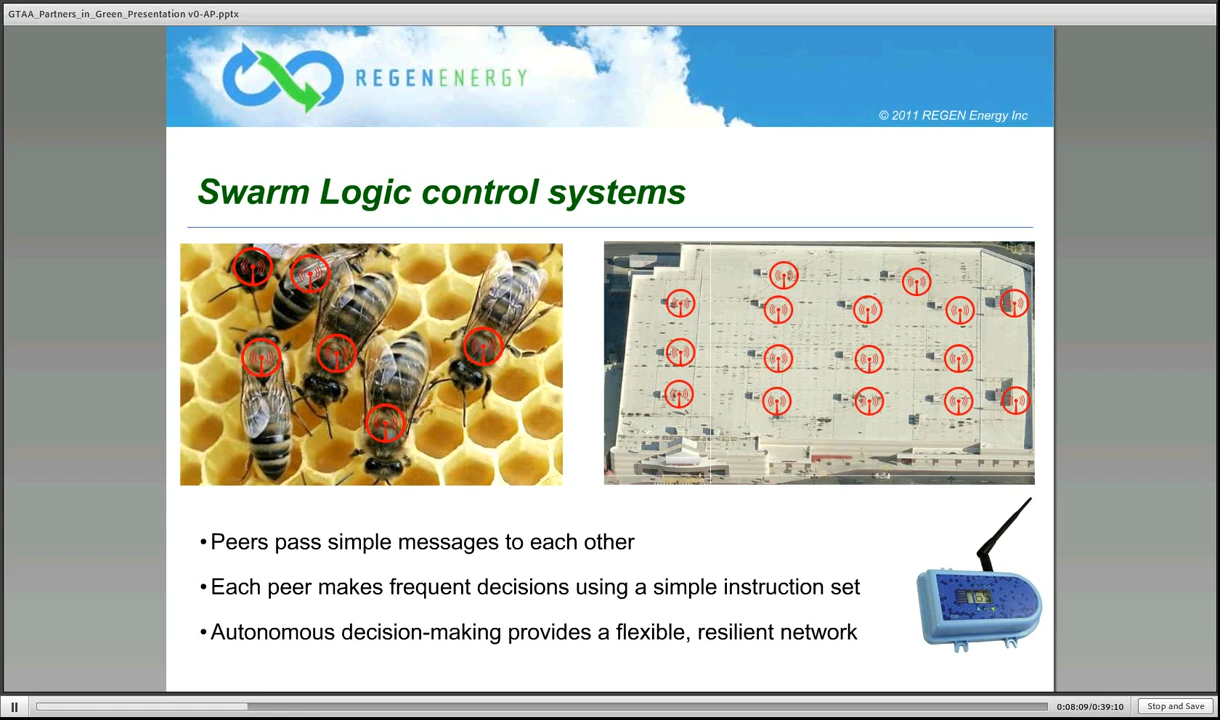 GTAA_Partners_in_Green_Presentation v0-AP.pptx
REGENENERGY
© 2011 REGEN Energy Inc
Swarm Logic control systems
•Peers pass simple messages to each other
•Each peer makes frequent decisions using a simple instruction set
•Autonomous decision-making provides a flexible, resilient network
0:08:09/0:39:10
Stop and Save